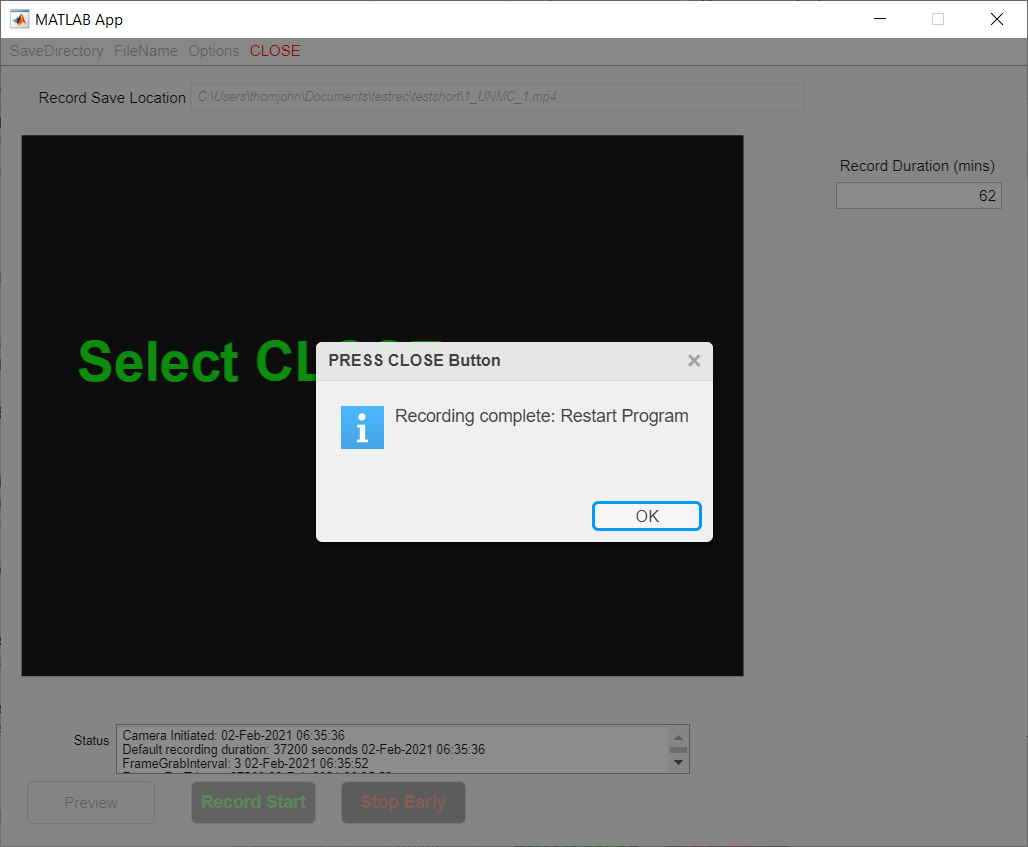 MATLAB App
SaveDirectory FileName Options CLOSE
Record Save Location C:\Users\thomjohn\Documents\testrec\testshort\1_UNMC_1.mp4
Record Duration (mins)
62
Select
PRESS CLOSE Button
Recording complete: Restart Program
OK
Status
Camera Initiated: 02-Feb-2021 06:35:36
Default recording duration: 37200 seconds 02-Feb-2021 06:35:36
FrameGrabInterval: 3 02-Feb-2021 06:35:52
Preview Record Start Stop Early